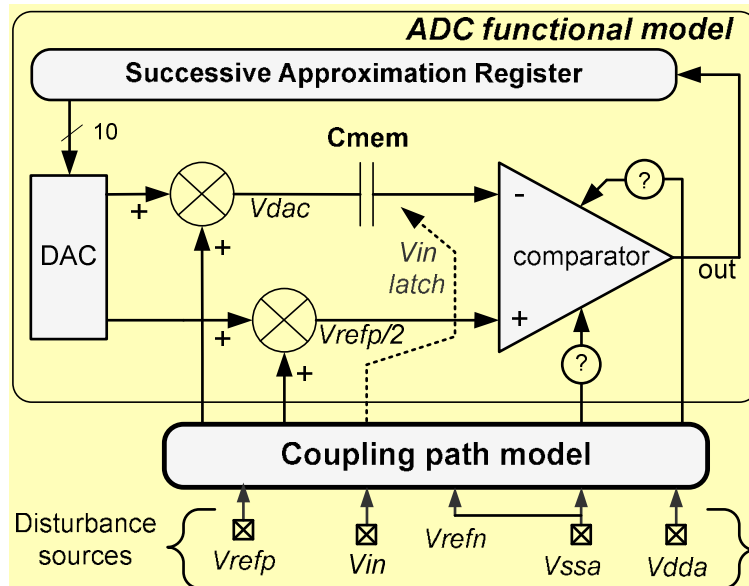 ADC functional model
Successive Approximation Register
10
Cmem
DAC
+
Vdac
-
?
+
Vin
latch
comparator
out
+
Vrefp/2
+
+
?
Coupling path model
Disturbance
sources
Vrefp
Vin
Vrefn
Vssa
Vdda